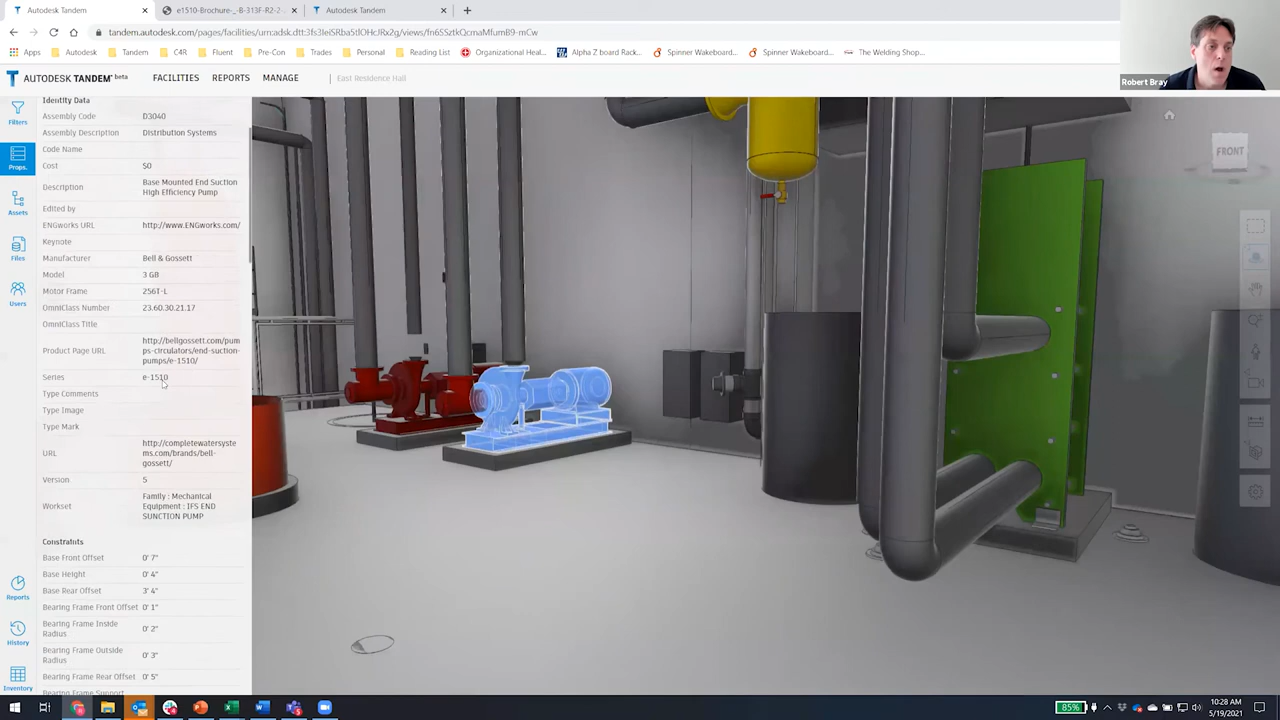 Autodesk Tandem
e1510-Brochure-_-B-313F-R2-2-
Autodesk Tandem
tandem.autodesk.com/pages/facilities/urn:adsk.dtt:
Apps
Autodesk
Tandem
C4R
Fluent
Pre-Con
Trades
Personal
Reading List
Organizational Heal...
Alpha Z board Rack...
Spinner Wakeboard...
Spinner Wakeboard...
The Welding Shop...
Robert Bray
AUTODESK TANDEM beta
FACILITIES
REPORTS
MANAGE
East Residence Hall
Filters
Props.
Assets
Files
Users
Reports
History
Inventory
Identity Data
Assembly Code D3040
Assembly Description Distribution Systems
Code Name
Cost $0
Description Base Mounted End Suction
High Efficiency Pump
Edited by
ENGworks URL http://www.ENGworks.com/
Keynote
Manufacturer Bell & Gossett
Model 3 GB
Motor Frame 256T-L
OmniClass Number 23.60.30.21.17
OmniClass Title
Product Page URL http://bellgossett.com/pum
ps-circulators/end-suction-
pumps/e-1510/
Series e-1510
Type Comments
Type Image
Type Mark
URL http://completewatersyste
ms.com/brands/bell-
gossett/
Version 5
Workset Family : Mechanical
Equipment : IFS END
SUNCTION PUMP
Constraints
Base Front Offset 0' 7"
Base Height 0' 4"
Base Rear Offset 3' 4"
Bearing Frame Front Offset 0' 1"
Bearing Frame Inside
Radius 0' 2"
Bearing Frame Outside
Radius 0' 3"
Bearing Frame Rear Offset 0' 5"
Bearing Frame Support
FRONT
85%
10:28 AM
5/19/2021